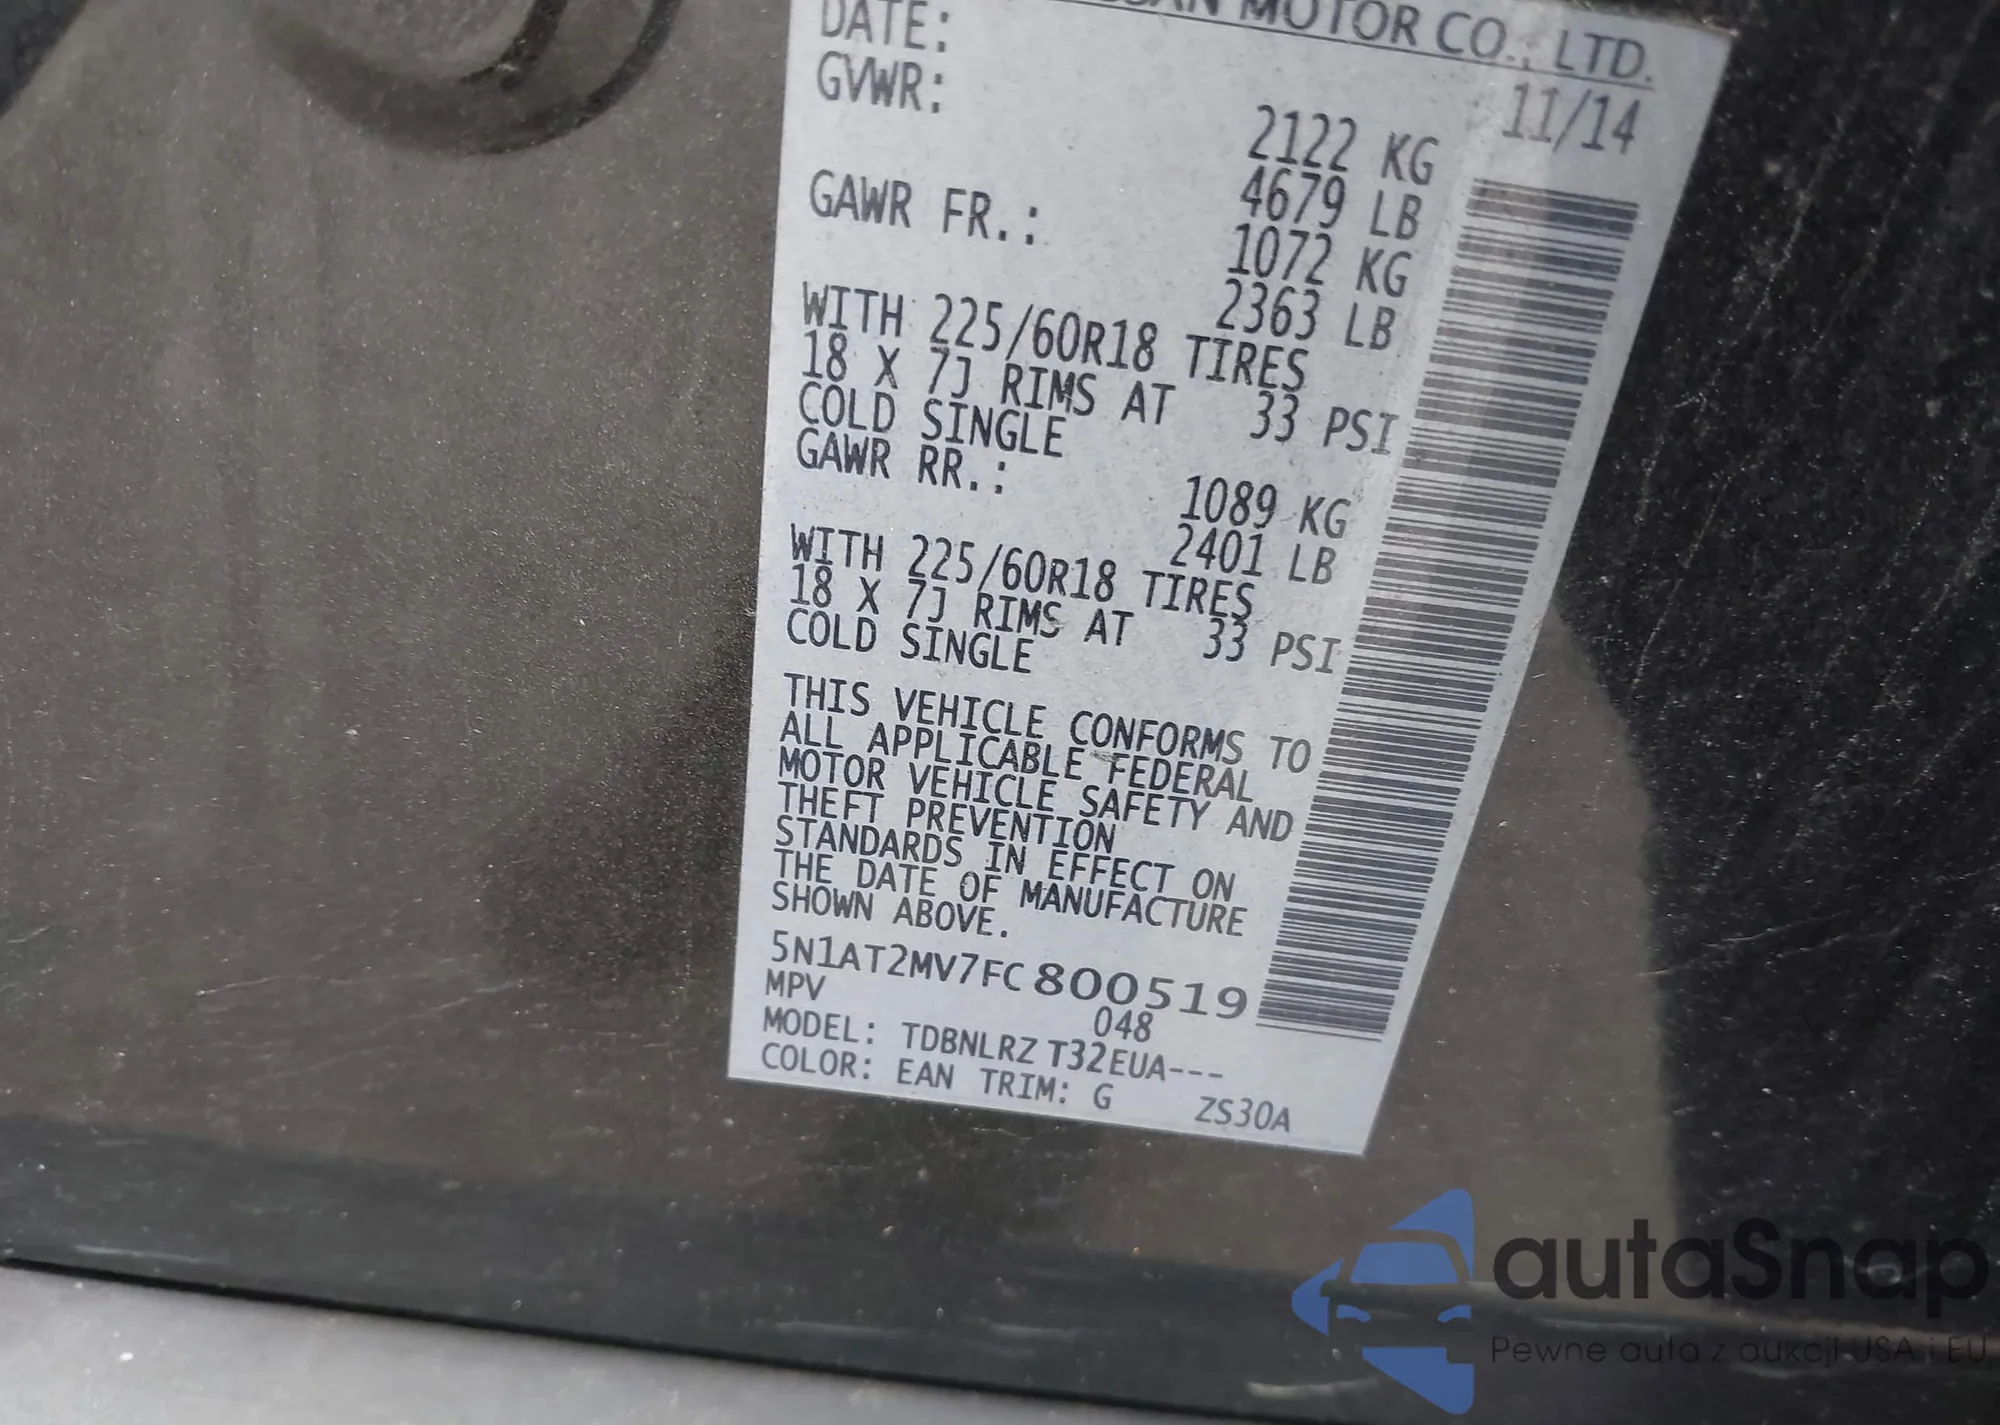 MOTOR CO., LTD.
DATE: 11/14
GVWR: 2122 KG
4679 LB
GAWR FR.: 1072 KG
2363 LB
WITH 225/60R18 TIRES
18 X 7J RIMS AT 33 PSI
COLD SINGLE
GAWR RR.: 1089 KG
2401 LB
WITH 225/60R18 TIRES
18 X 7J RIMS AT 33 PSI
COLD SINGLE
THIS VEHICLE CONFORMS TO
ALL APPLICABLE FEDERAL
MOTOR VEHICLE SAFETY AND
THEFT PREVENTION
STANDARDS IN EFFECT ON
THE DATE OF MANUFACTURE
SHOWN ABOVE.
5N1AT2MV7FC800519
MPV 048
MODEL: TDBNLRZ T32EUA---
COLOR: EAN TRIM: G ZS30A
autaSnap
Pewne auta z aukcji USA i EU